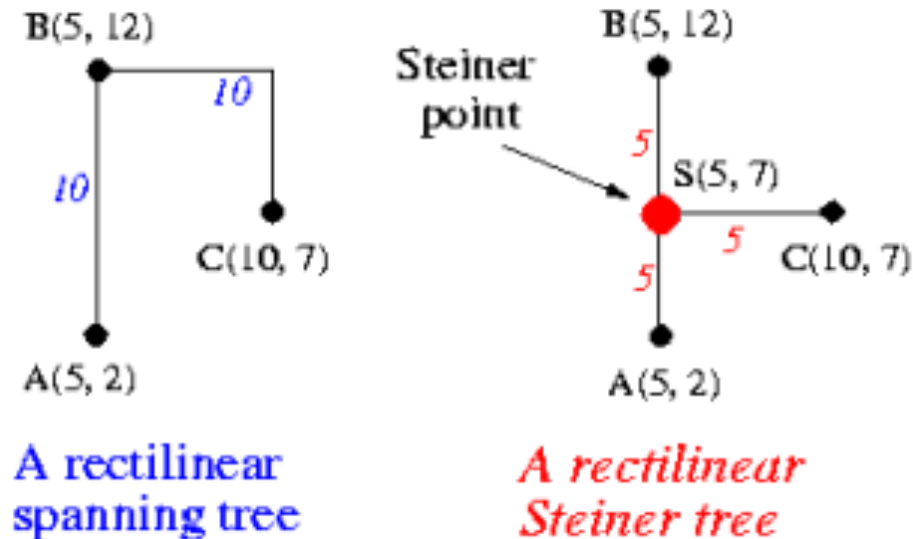 B(5, 12)
10
10
C(10, 7)
A(5, 2)
A rectilinear
spanning tree
B(5, 12)
Steiner
point
5
S(5, 7)
5
C(10, 7)
5
A(5, 2)
A rectilinear
Steiner tree